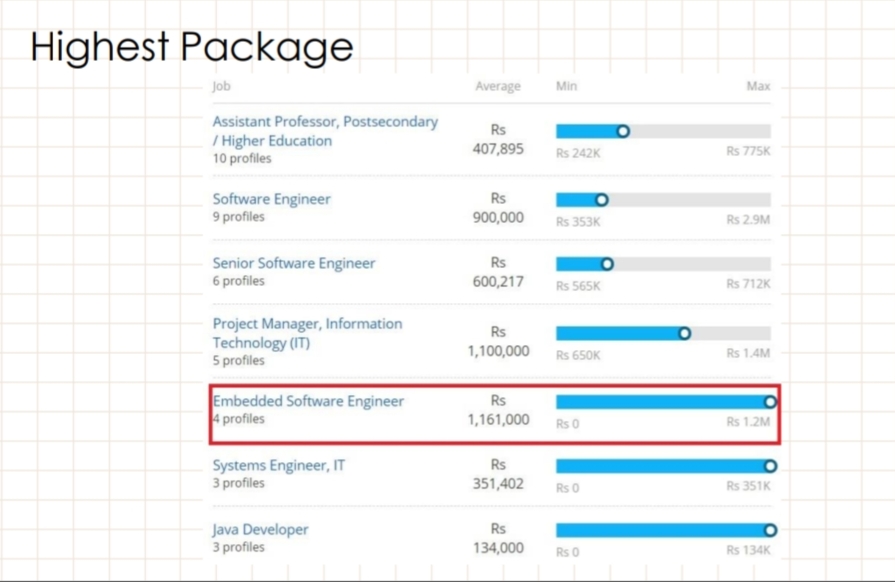 Highest Package
Job Average Min Max
Assistant Professor, Postsecondary
/ Higher Education
10 profiles
Rs
407,895
Rs 242K Rs 775K
Software Engineer
9 profiles
Rs
900,000
Rs 353K Rs 2.9M
Senior Software Engineer
6 profiles
Rs
600,217
Rs 565K Rs 712K
Project Manager, Information
Technology (IT)
5 profiles
Rs
1,100,000
Rs 650K Rs 1.4M
Embedded Software Engineer
4 profiles
Rs
1,161,000
Rs 0 Rs 1.2M
Systems Engineer, IT
3 profiles
Rs
351,402
Rs 0 Rs 351K
Java Developer
3 profiles
Rs
134,000
Rs 0 Rs 134K